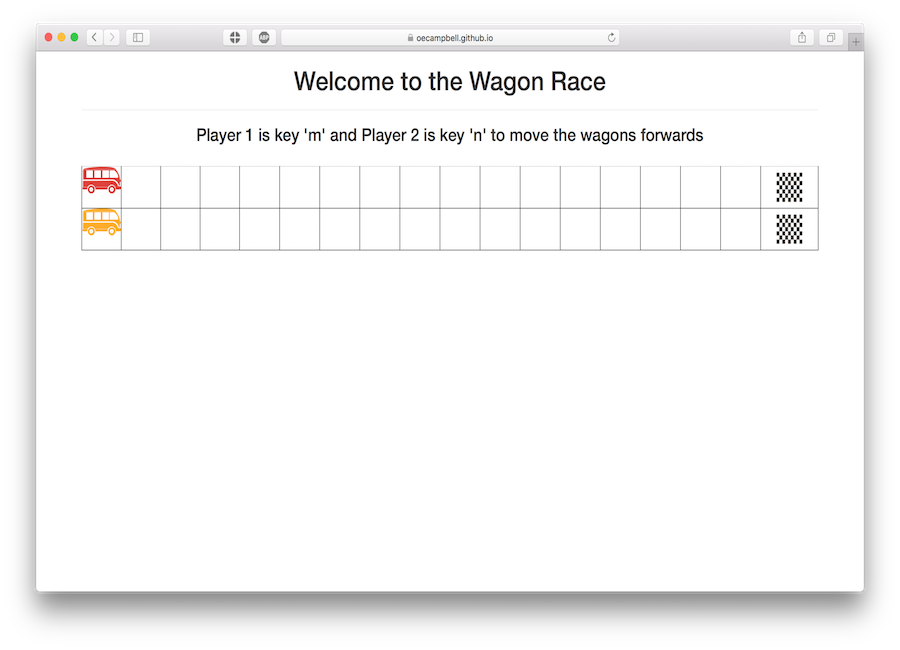 ABP
oecampbell.github.io
Welcome to the Wagon Race
Player 1 is key 'm' and Player 2 is key 'n' to move the wagons forwards